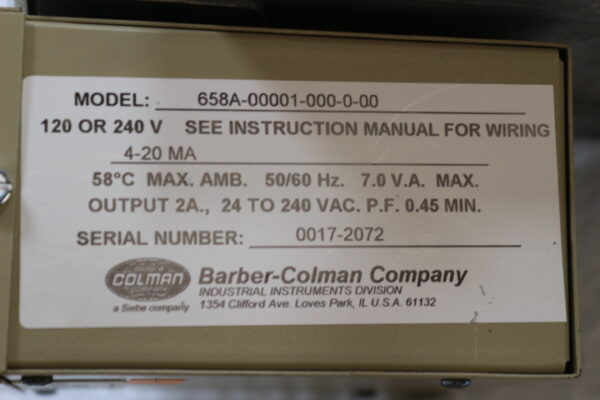 MODEL: 658A-00001-000-0-00
120 OR 240 V SEE INSTRUCTION MANUAL FOR WIRING
4-20 MA
58°C MAX. AMB. 50/60 Hz. 7.0 V.A. MAX.
OUTPUT 2A., 24 TO 240 VAC. P.F. 0.45 MIN.
SERIAL NUMBER: 0017-2072
BARBER
COLMAN
COMPANY
a Siebe company
Barber-Colman Company
INDUSTRIAL INSTRUMENTS DIVISION
1354 Clifford Ave. Loves Park, IL U.S.A. 61132